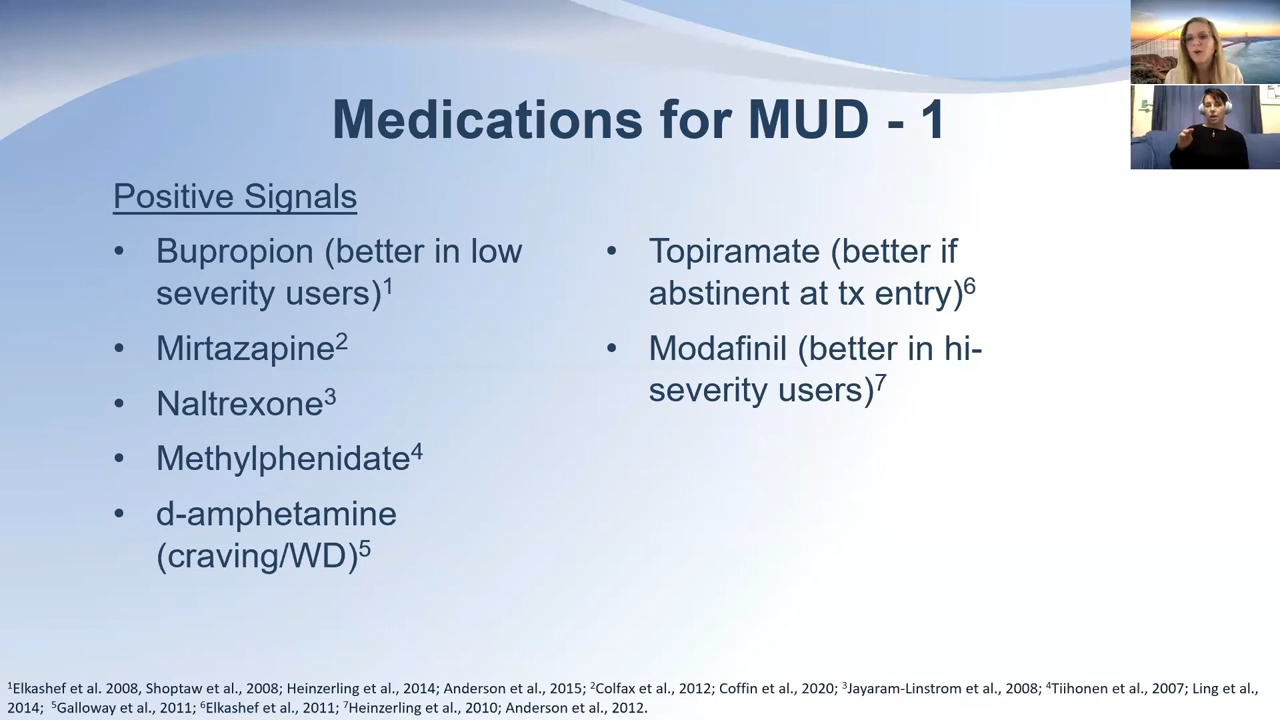 Medications for MUD - 1
Positive Signals
• Bupropion (better in low
severity users)¹
• Mirtazapine²
• Naltrexone³
• Methylphenidate⁴
• d-amphetamine
(craving/WD)⁵
• Topiramate (better if
abstinent at tx entry)⁶
• Modafinil (better in hi-
severity users)⁷
¹Elkashef et al. 2008, Shoptaw et al., 2008; Heinzerling et al., 2014; Anderson et al., 2015; ²Colfax et al., 2012; Coffin et al., 2020; ³Jayaram-Linstrom et al., 2008; ⁴Tiihonen et al., 2007; Ling et al.,
2014; ⁵Galloway et al., 2011; ⁶Elkashef et al., 2011; ⁷Heinzerling et al., 2010; Anderson et al., 2012.